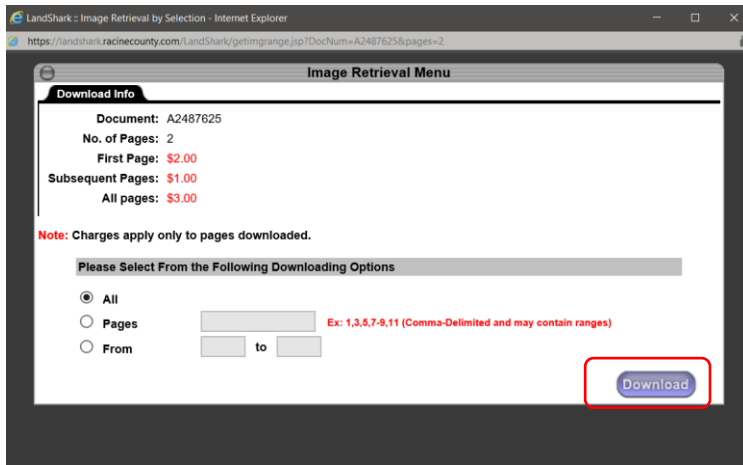 LandShark :: Image Retrieval by Selection - Internet Explorer
https://landshark.racinecounty.com/LandShark/getimgrange.jsp?DocNum=A2487625&pages=2
Image Retrieval Menu
Download Info
Document: A2487625
No. of Pages: 2
First Page: $2.00
Subsequent Pages: $1.00
All pages: $3.00
Note: Charges apply only to pages downloaded.
Please Select From the Following Downloading Options
All
Pages Ex: 1,3,5,7-9,11 (Comma-Delimited and may contain ranges)
From to
Download